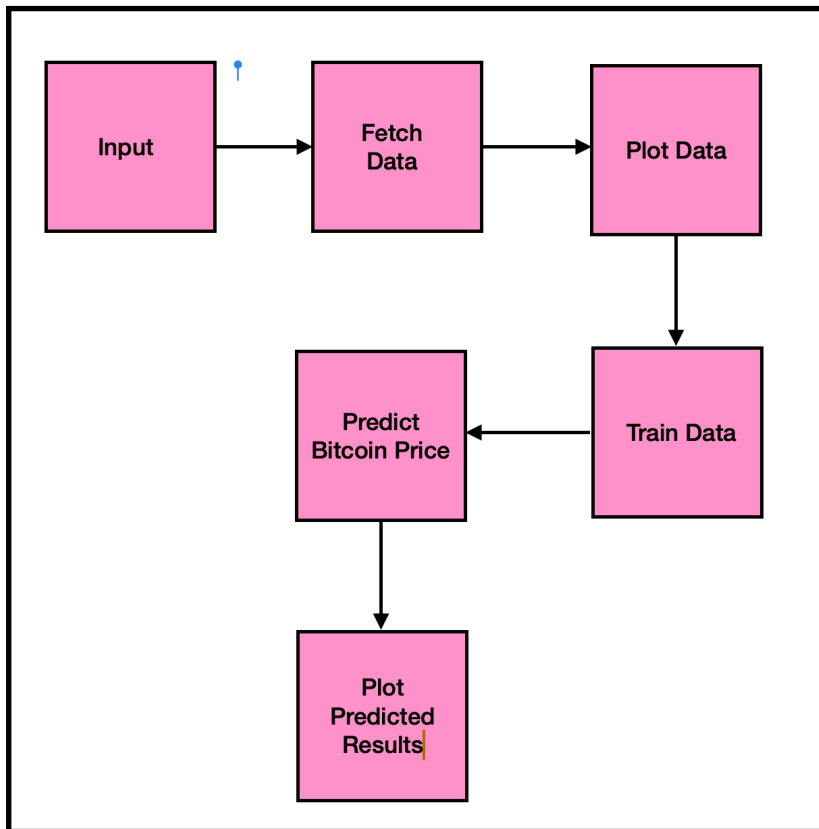 Input
Fetch
Data
Plot Data
Train Data
Predict
Bitcoin Price
Plot
Predicted
Results